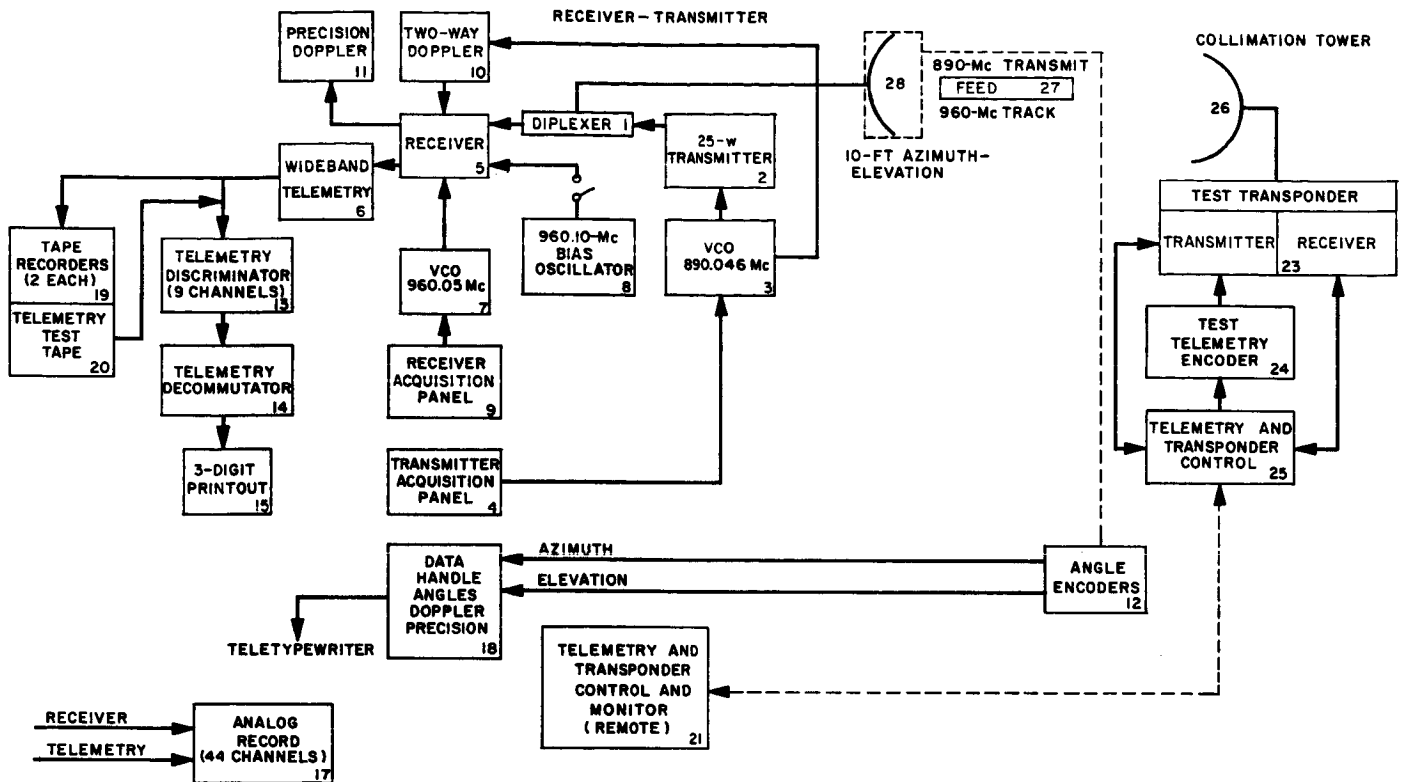 RECEIVER-TRANSMITTER
PRECISION
DOPPLER
11
TWO-WAY
DOPPLER
10
COLLIMATION TOWER
890-Mc TRANSMIT
FEED 27
960-Mc TRACK
28
26
DIPLEXER 1
RECEIVER
5
25-W
TRANSMITTER
2
10-FT AZIMUTH-
ELEVATION
WIDEBAND
TELEMETRY
6
TEST TRANSPONDER
TRANSMITTER
RECEIVER
23
TAPE
RECORDERS
(2 EACH)
19
TELEMETRY
TEST
TAPE
20
TELEMETRY
DISCRIMINATOR
(9 CHANNELS)
13
VCO
960.05 Mc
7
960.10-Mc
BIAS
OSCILLATOR
8
VCO
890.046 Mc
3
TEST
TELEMETRY
ENCODER
24
TELEMETRY
DECOMMUTATOR
14
RECEIVER
ACQUISITION
PANEL
9
TELEMETRY AND
TRANSPONDER
CONTROL
25
3-DIGIT
PRINTOUT
15
TRANSMITTER
ACQUISITION
PANEL
4
DATA
HANDLE
ANGLES
DOPPLER
PRECISION
18
AZIMUTH
ELEVATION
ANGLE
ENCODERS
12
TELETYPEWRITER
TELEMETRY AND
TRANSPONDER
CONTROL AND
MONITOR
(REMOTE)
21
RECEIVER
TELEMETRY
ANALOG
RECORD
(44 CHANNELS)
17